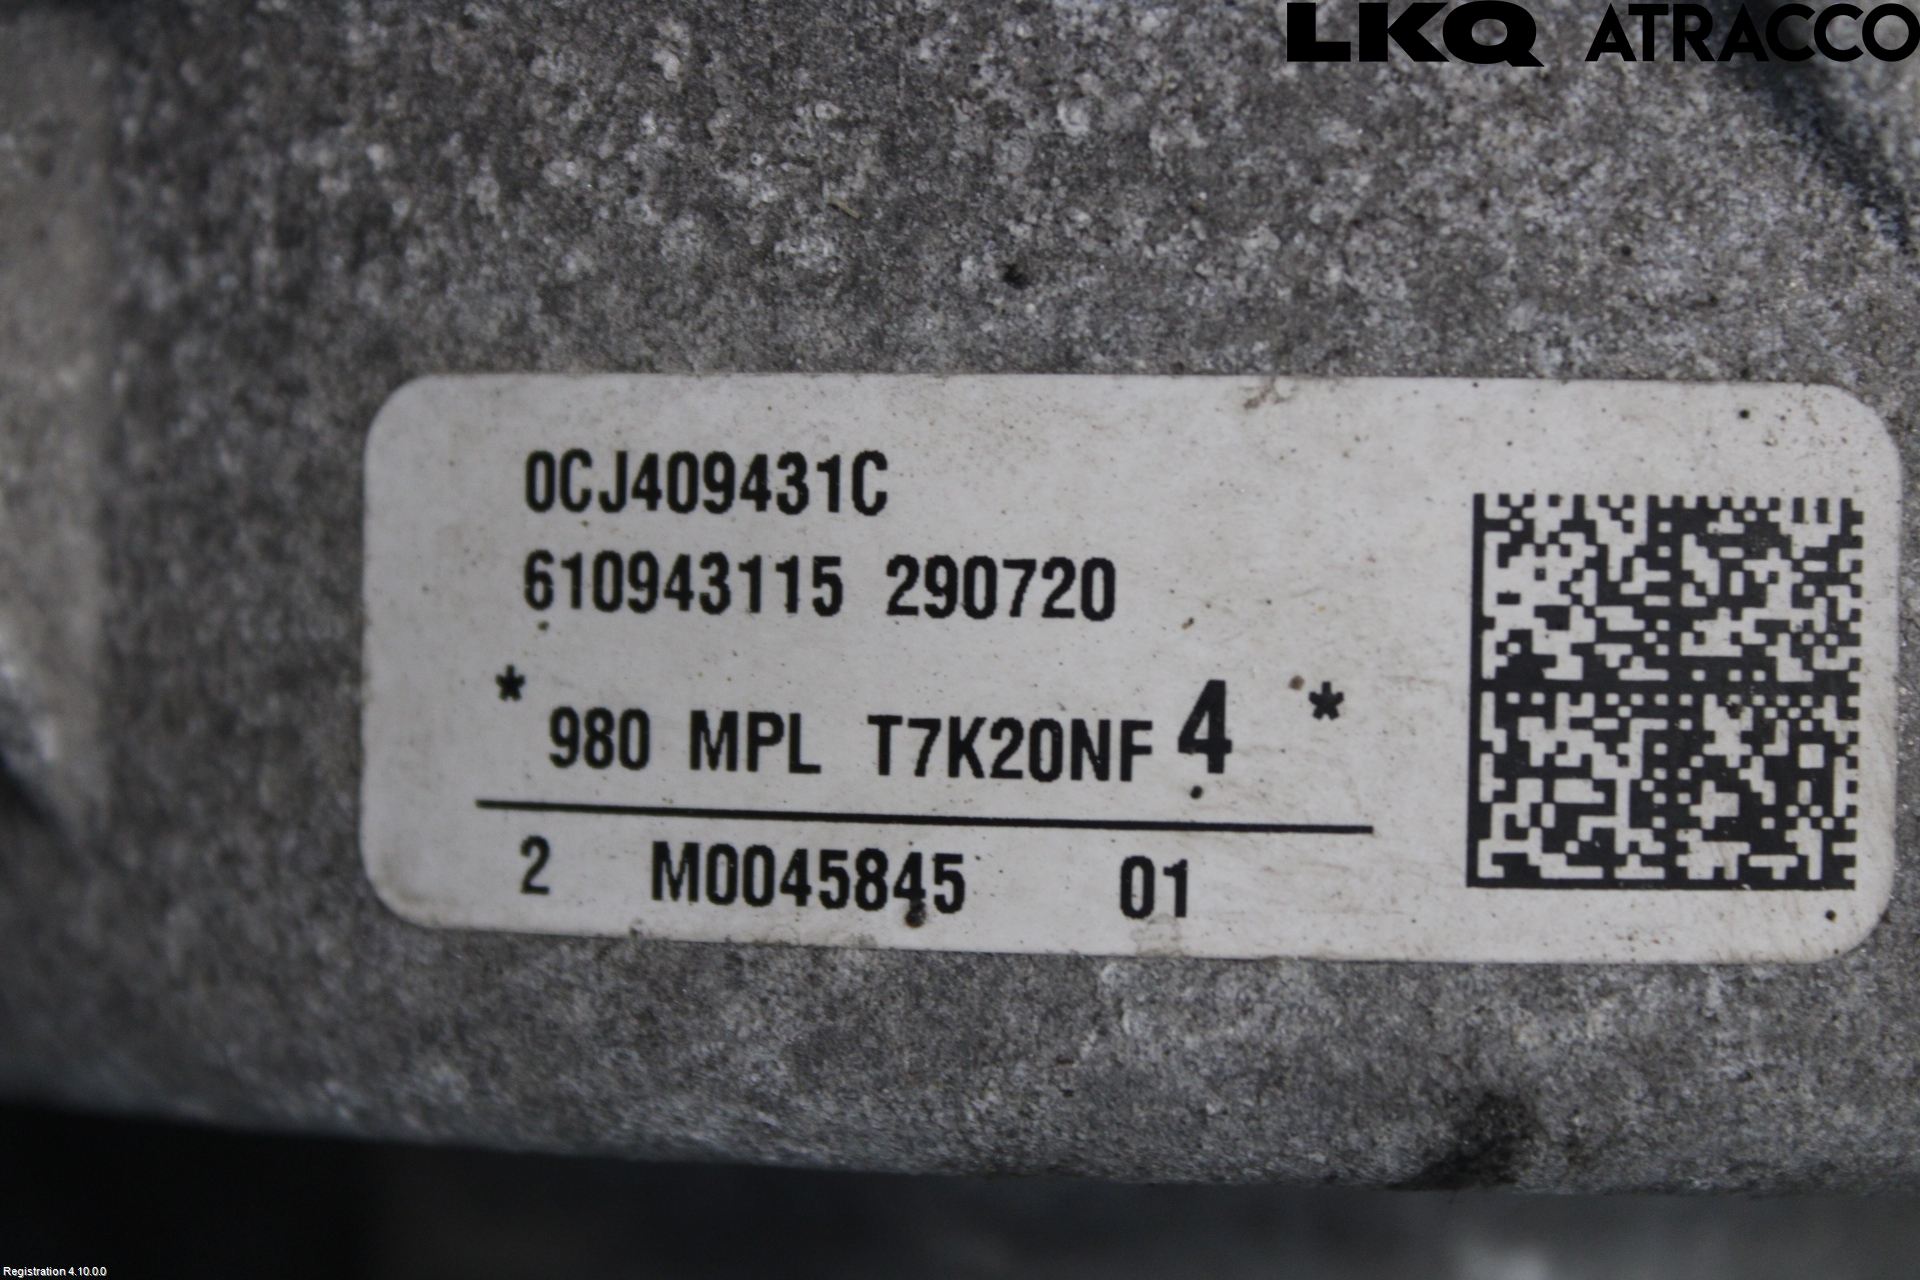 LKQ ATRACCO
0CJ409431C
610943115 290720
* 980 MPL T7K20NF 4 *
2 M0045845 01
Registration 4.10.0.0